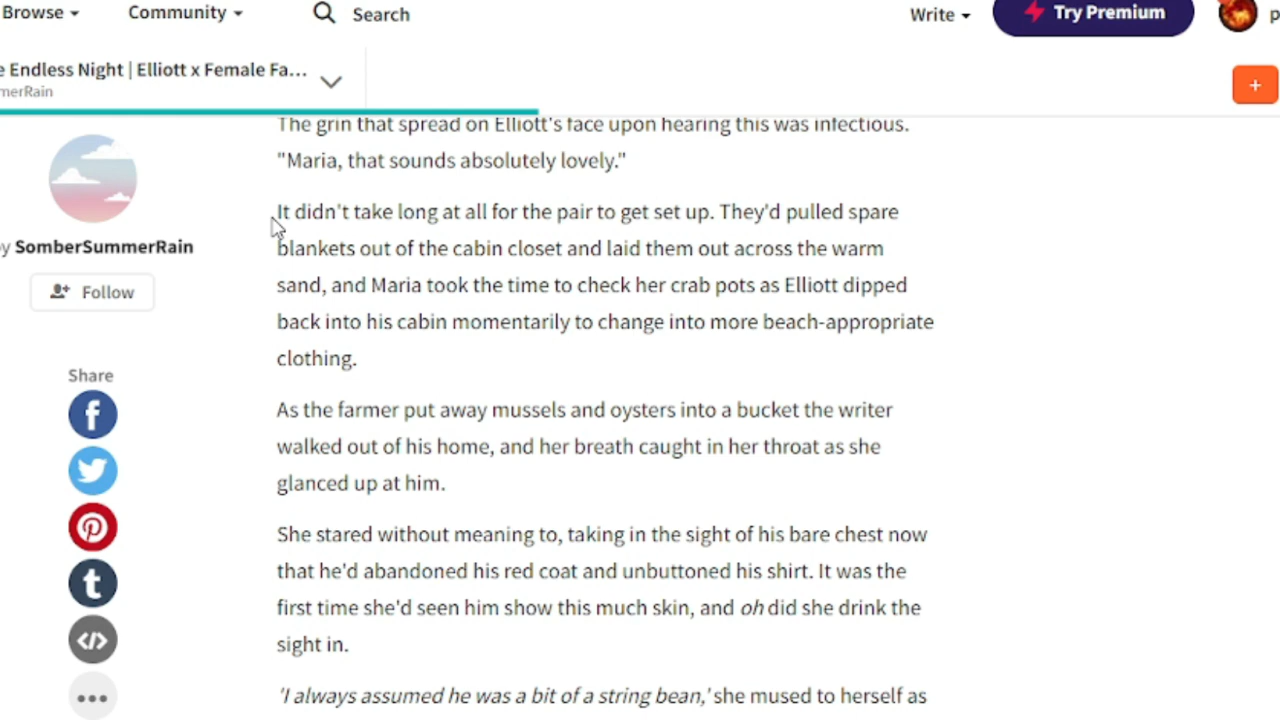 Browse
Community
Search
Write
Try Premium
p
e Endless Night | Elliott x Female Fa...
merRain
+
The grin that spread on Elliott's face upon hearing this was infectious.
"Maria, that sounds absolutely lovely."
It didn't take long at all for the pair to get set up. They'd pulled spare
blankets out of the cabin closet and laid them out across the warm
sand, and Maria took the time to check her crab pots as Elliott dipped
back into his cabin momentarily to change into more beach-appropriate
clothing.
As the farmer put away mussels and oysters into a bucket the writer
walked out of his home, and her breath caught in her throat as she
glanced up at him.
She stared without meaning to, taking in the sight of his bare chest now
that he'd abandoned his red coat and unbuttoned his shirt. It was the
first time she'd seen him show this much skin, and oh did she drink the
sight in.
'I always assumed he was a bit of a string bean,' she mused to herself as
y SomberSummerRain
Follow
Share
f
t
</>